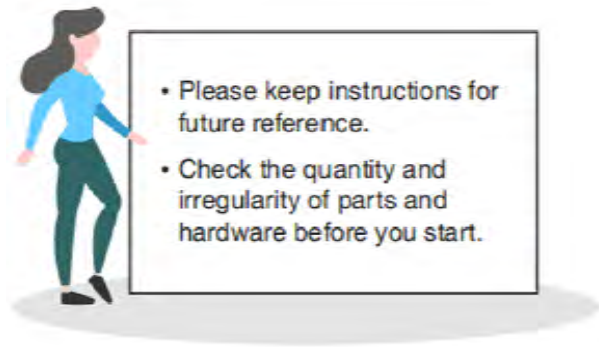 • Please keep instructions for
future reference.
• Check the quantity and
irregularity of parts and
hardware before you start.